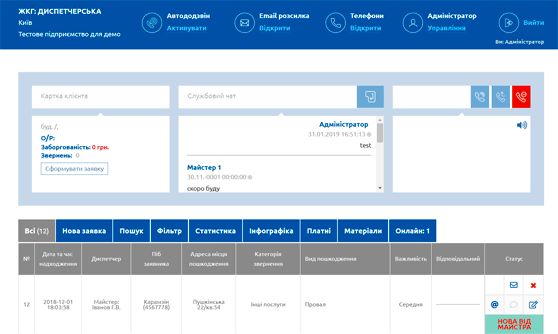 ЖКГ: ДИСПЕТЧЕРСЬКА
Київ
Тестове підприємство для демо
Автододзвін
Активувати
Email розсилка
Відкрити
Телефони
Відкрити
Адміністратор
Управління
Вийти
Ви: Адміністратор
Картка клієнта
Службовий чат
буд. /,
О/Р:
Заборгованість: 0 грн.
Звернень: 0
Сформувати заявку
Адміністратор
31.01.2019 16:51:13
test
Майстер 1
30.11.-0001 00:00:00
скоро буду
Всі (12)
Нова заявка
Пошук
Фільтр
Статистика
Інфографіка
Платні
Матеріали
Онлайн: 1
№
Дата та час надходження
Диспетчер
Піб заявника
Адреса місця пошкодження
Категорія звернення
Вид пошкодження
Важливість
Відповідальний
Статус
12
2018-12-01 18:03:58
Майстер: Іванов Г.В.
Каранзін (4567778)
Пушкінська 22/кв.54
Інші послуги
Провал
Середня
НОВА ВІД МАЙСТРА